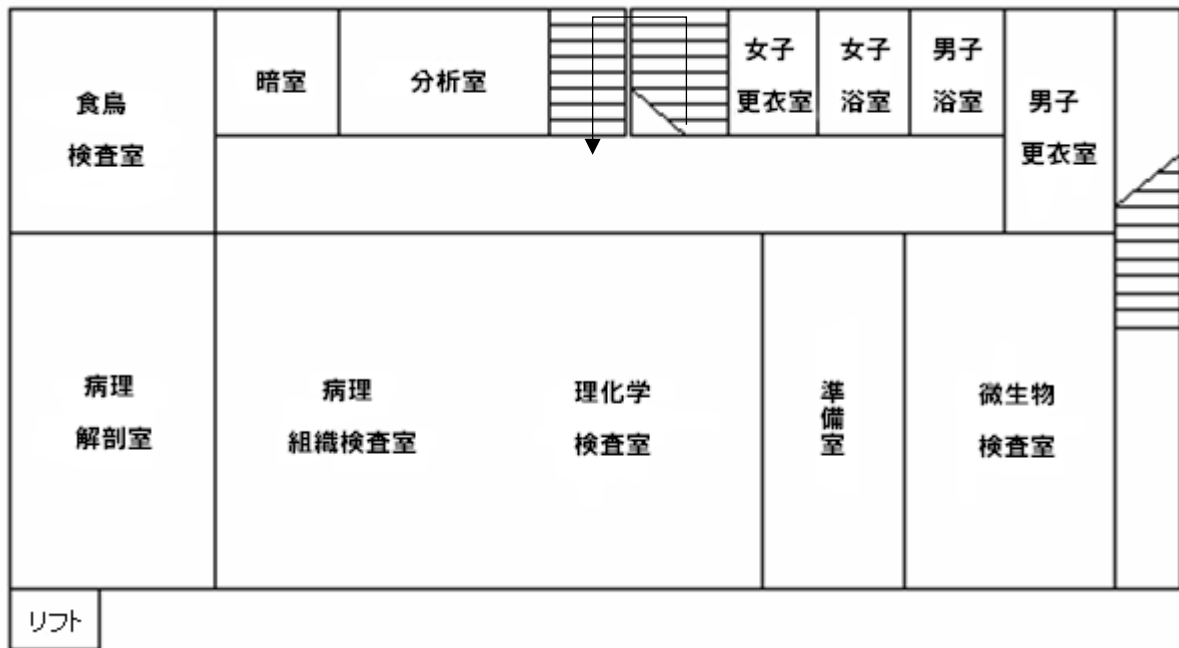 食鳥
検査室
暗室
分析室
女子
更衣室
女子
浴室
男子
浴室
男子
更衣室
病理
解剖室
病理
組織検査室
理化学
検査室
準備室
微生物
検査室
リフト